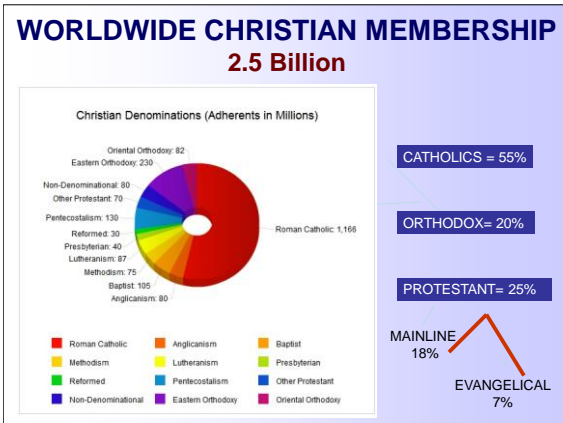 WORLDWIDE CHRISTIAN MEMBERSHIP
2.5 Billion
Christian Denominations (Adherents in Millions)
Oriental Orthodoxy: 82
Eastern Orthodoxy: 230
Non-Denominational: 80
Other Protestant: 70
Pentecostalism: 130
Reformed: 30
Presbyterian: 40
Lutheranism: 87
Methodism: 75
Baptist: 105
Anglicanism: 80
Roman Catholic: 1,166
Roman Catholic Anglicanism Baptist
Methodism Lutheranism Presbyterian
Reformed Pentecostalism Other Protestant
Non-Denominational Eastern Orthodoxy Oriental Orthodoxy
CATHOLICS = 55%
ORTHODOX= 20%
PROTESTANT= 25%
MAINLINE
18%
EVANGELICAL
7%